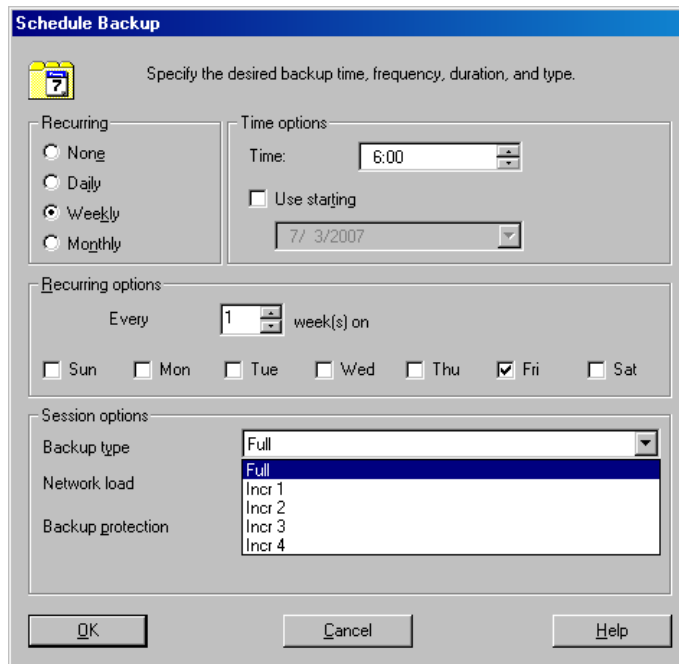 Schedule Backup
7
Specify the desired backup time, frequency, duration, and type.
Recurring
None
Daily
Weekly
Monthly
Time options
Time: 6:00
Use starting
7/ 3/2007
Recurring options
Every 1 week(s) on
Sun Mon Tue Wed Thu Fri Sat
Session options
Backup type Full
Full
Network load
Incr 1
Incr 2
Backup protection
Incr 3
Incr 4
OK Cancel Help